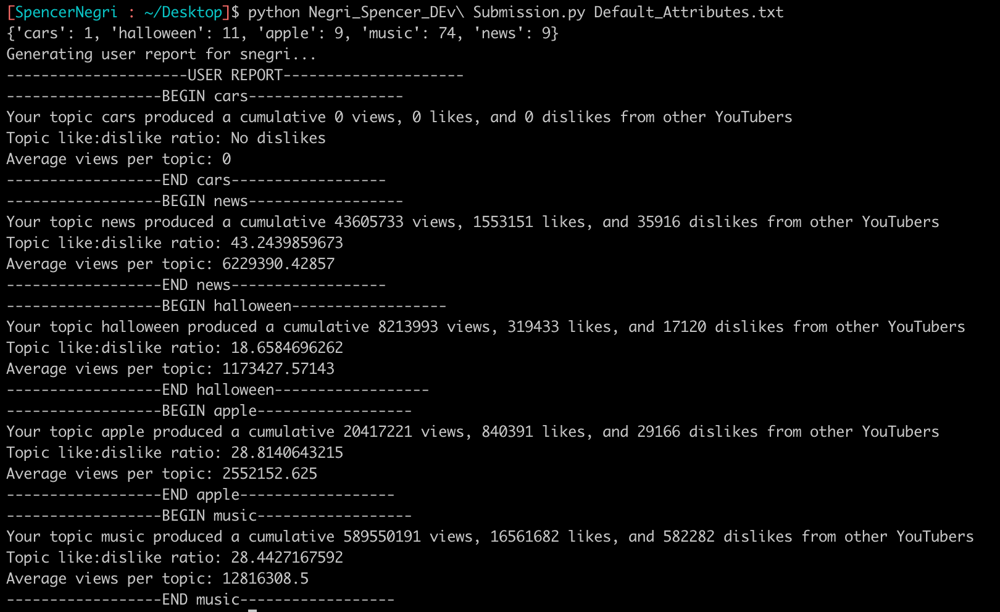 [SpencerNegri : ~/Desktop]$ python Negri_Spencer_DEv\ Submission.py Default_Attributes.txt
{'cars': 1, 'halloween': 11, 'apple': 9, 'music': 74, 'news': 9}
Generating user report for snegri...
---------------------USER REPORT---------------------
------------------BEGIN cars------------------
Your topic cars produced a cumulative 0 views, 0 likes, and 0 dislikes from other YouTubers
Topic like:dislike ratio: No dislikes
Average views per topic: 0
------------------END cars------------------
------------------BEGIN news------------------
Your topic news produced a cumulative 43605733 views, 1553151 likes, and 35916 dislikes from other YouTubers
Topic like:dislike ratio: 43.2439859673
Average views per topic: 6229390.42857
------------------END news------------------
------------------BEGIN halloween------------------
Your topic halloween produced a cumulative 8213993 views, 319433 likes, and 17120 dislikes from other YouTubers
Topic like:dislike ratio: 18.6584696262
Average views per topic: 1173427.57143
------------------END halloween------------------
------------------BEGIN apple------------------
Your topic apple produced a cumulative 20417221 views, 840391 likes, and 29166 dislikes from other YouTubers
Topic like:dislike ratio: 28.8140643215
Average views per topic: 2552152.625
------------------END apple------------------
------------------BEGIN music------------------
Your topic music produced a cumulative 589550191 views, 16561682 likes, and 582282 dislikes from other YouTubers
Topic like:dislike ratio: 28.4427167592
Average views per topic: 12816308.5
------------------END music------------------